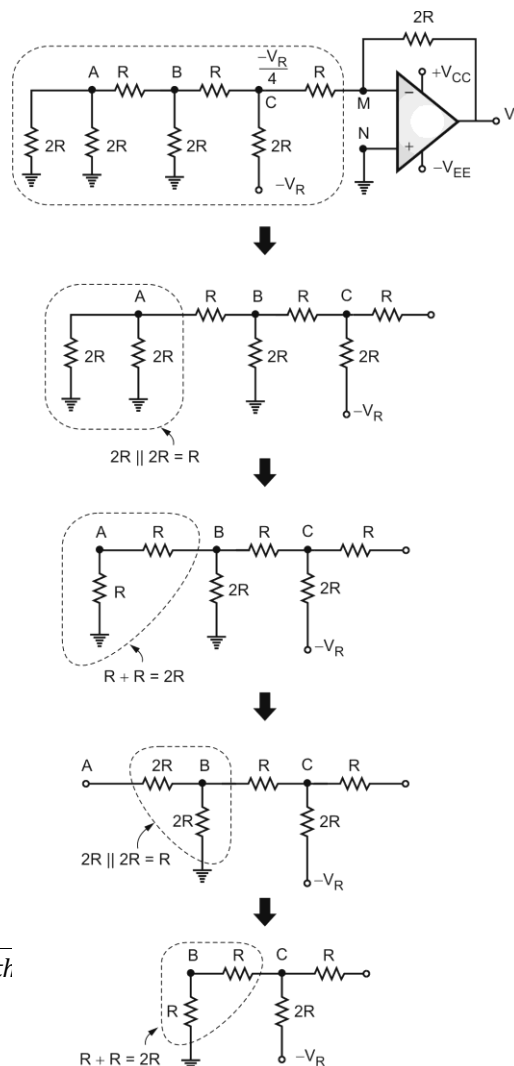 2R
A R B R −V_R/4 R
+V_CC
M −
C
V
N
2R 2R 2R 2R +
−V_R
−V_EE
A R B R C R
2R 2R 2R 2R
−V_R
2R || 2R = R
A R B R C R
R 2R 2R
−V_R
R + R = 2R
A 2R B R C R
2R 2R
2R || 2R = R
−V_R
B R C R
R 2R
R + R = 2R
−V_R